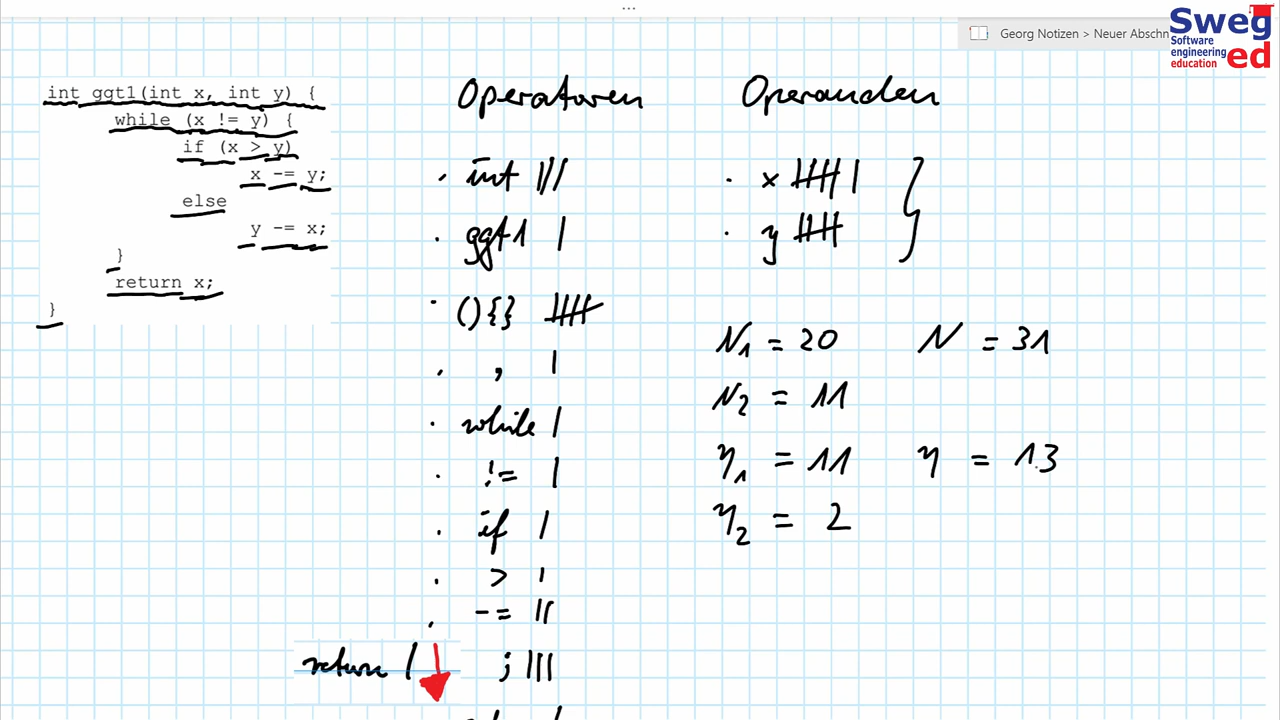 Georg Notizen > Neuer Abschn
Sweg
Software
engineering
education
ed
int ggt1(int x, int y) {
while (x != y) {
if (x > y)
x -= y;
else
y -= x;
}
return x;
}
Operatoren
int |||
ggt1 |
(){} ||||
, |
while |
!= |
if |
> |
-= ||
; |||
return |
Operanden
x |||| |
y ||||
}
N1 = 20 N = 31
N2 = 11
η1 = 11 η = 13
η2 = 2